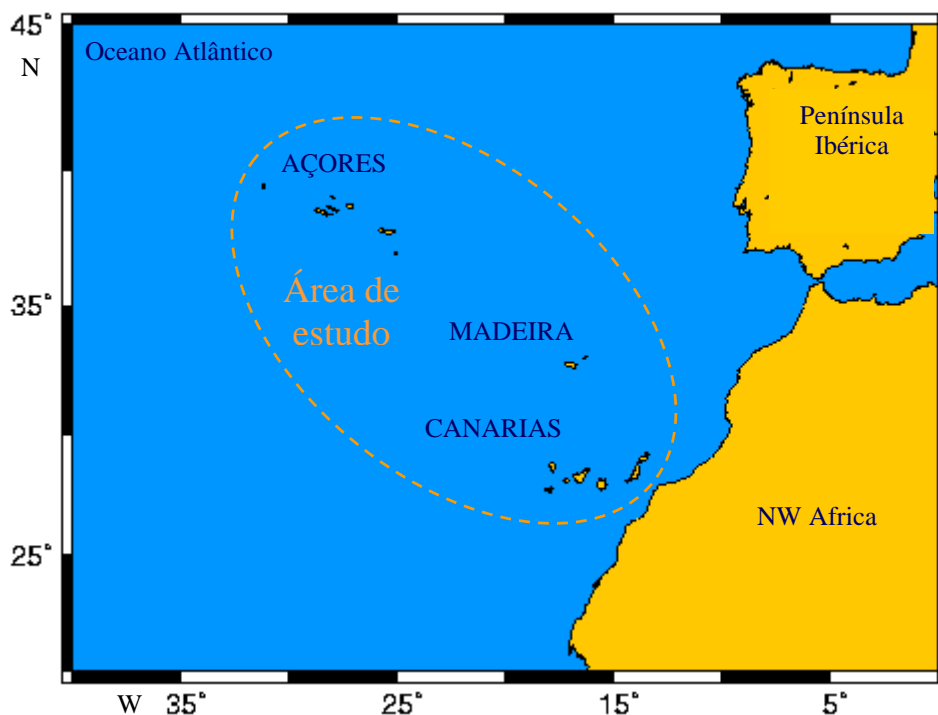 45°
N
Oceano Atlântico
Península
Ibérica
AÇORES
Área de
estudo
35°
MADEIRA
CANARIAS
NW Africa
25°
W 35° 25° 15° 5°